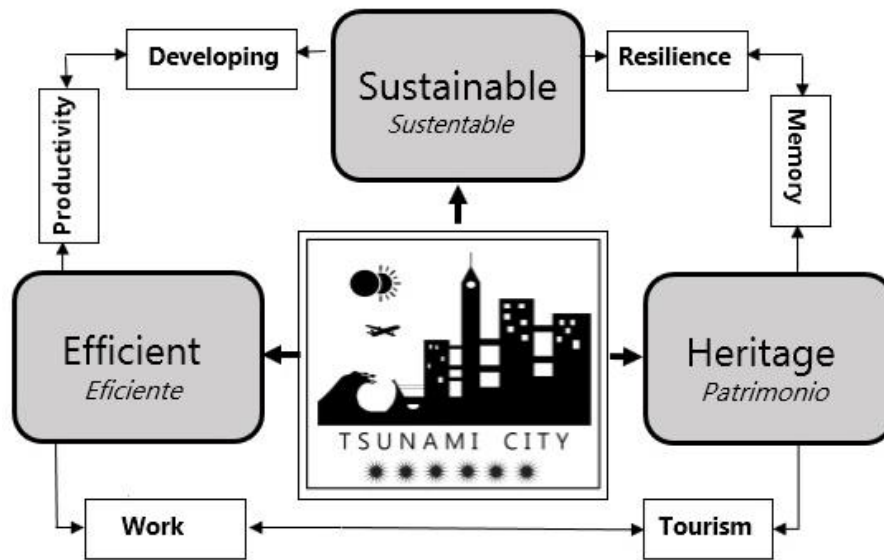 Developing
Sustainable
Sustentable
Resilience
Productivity
Memory
Efficient
Eficiente
Heritage
Patrimonio
TSUNAMI CITY
Work
Tourism